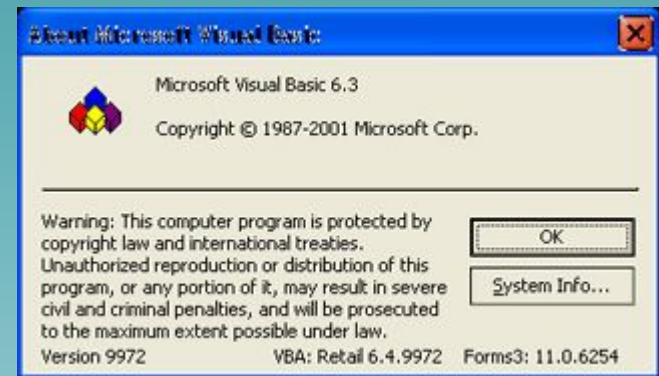 About Microsoft Visual Basic
Microsoft Visual Basic 6.3
Copyright © 1987-2001 Microsoft Corp.
Warning: This computer program is protected by
copyright law and international treaties.
Unauthorized reproduction or distribution of this
program, or any portion of it, may result in severe
civil and criminal penalties, and will be prosecuted
to the maximum extent possible under law.
OK
System Info...
Version 9972 VBA: Retail 6.4.9972 Forms3: 11.0.6254